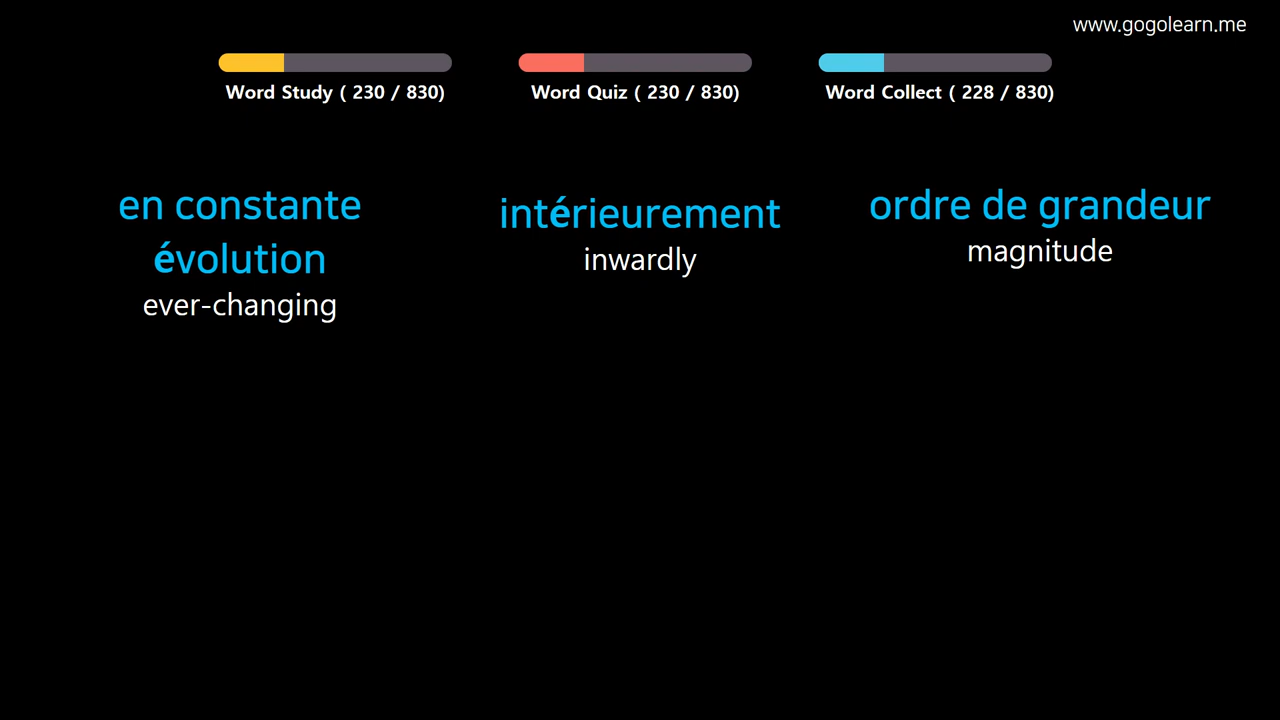 www.gogolearn.me
Word Study ( 230 / 830)
Word Quiz ( 230 / 830)
Word Collect ( 228 / 830)
en constante
évolution
ever-changing
intérieurement
inwardly
ordre de grandeur
magnitude